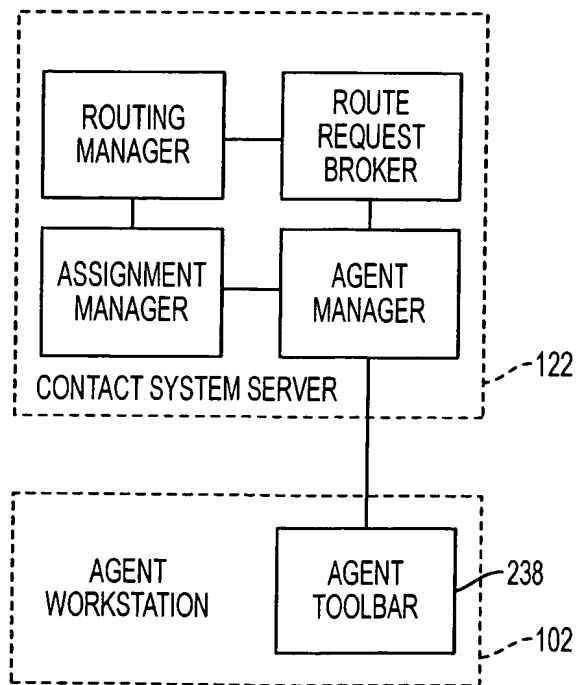 ROUTING
MANAGER
ROUTE
REQUEST
BROKER
ASSIGNMENT
MANAGER
AGENT
MANAGER
CONTACT SYSTEM SERVER
122
AGENT
WORKSTATION
AGENT
TOOLBAR
238
102